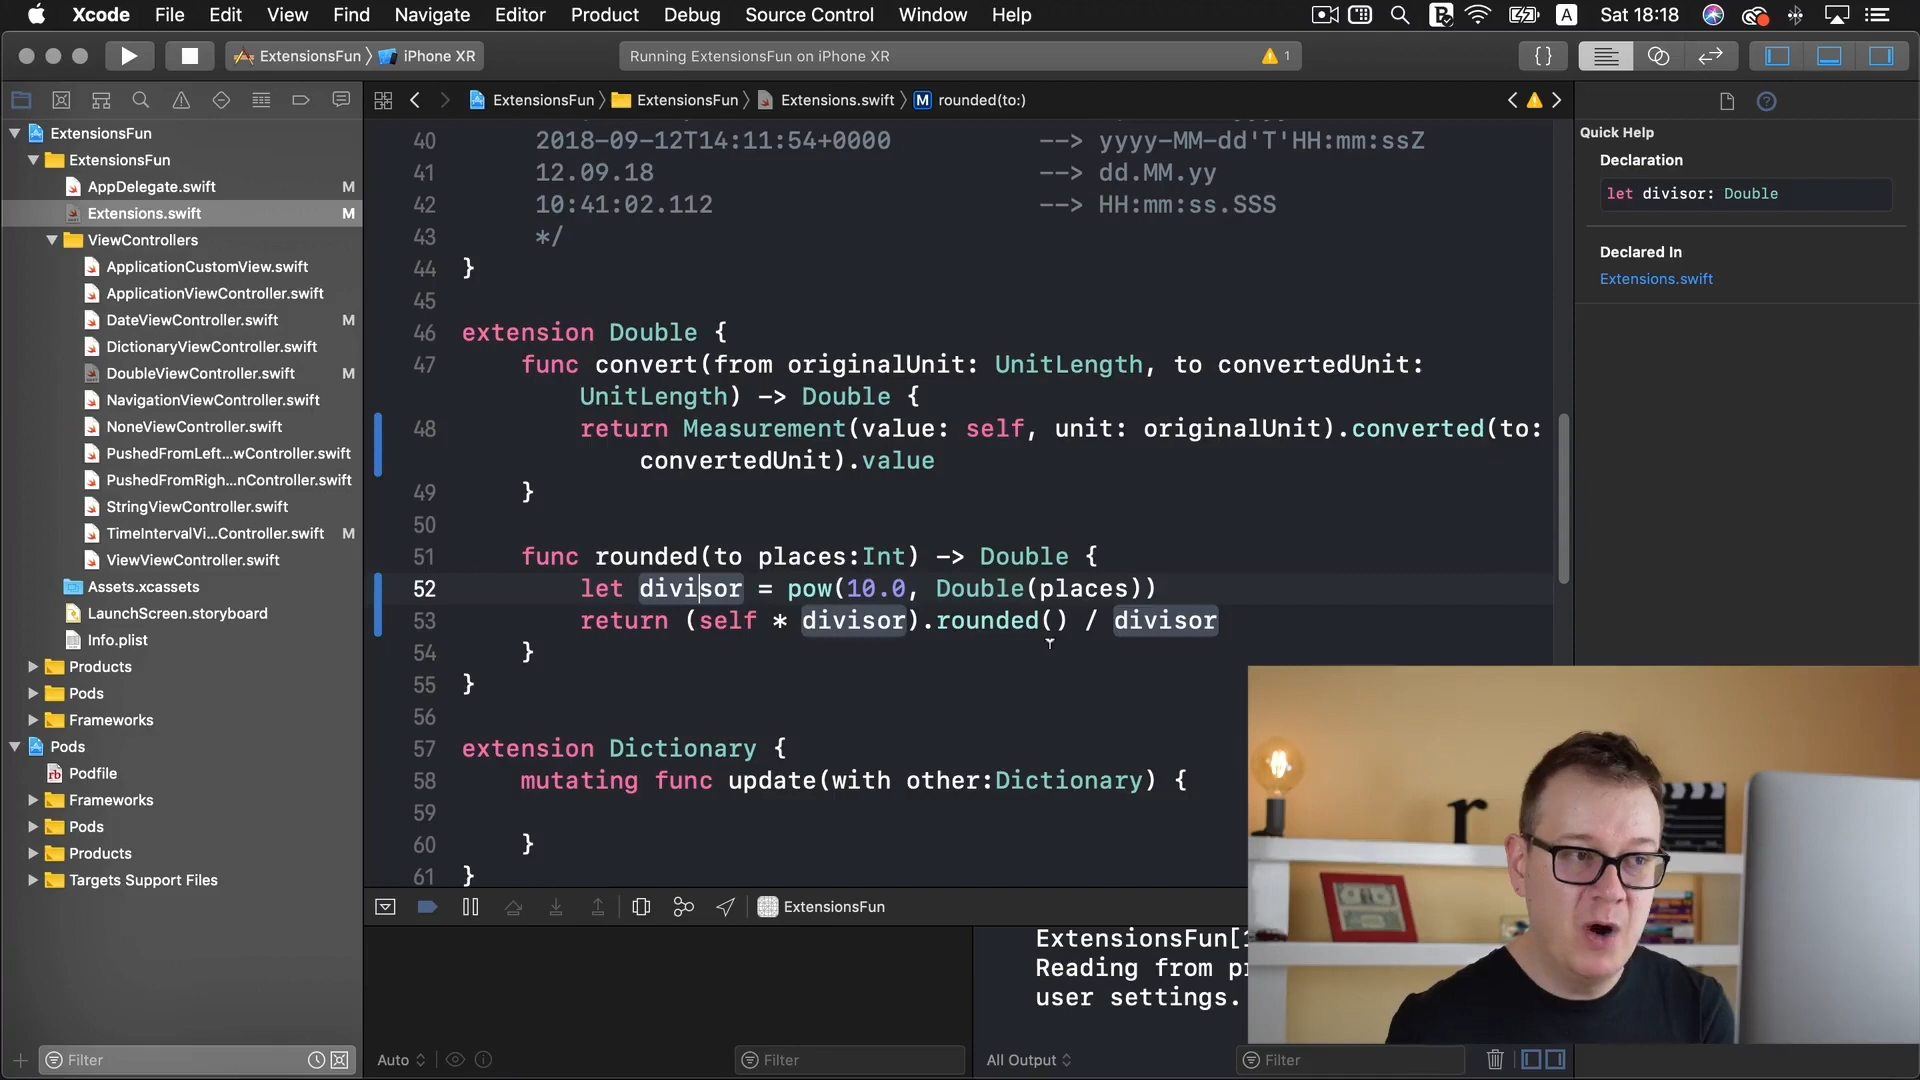 Xcode File Edit View Find Navigate Editor Product Debug Source Control Window Help
A Sat 18:18
ExtensionsFun iPhone XR
Running ExtensionsFun on iPhone XR
1
ExtensionsFun ExtensionsFun Extensions.swift M rounded(to:)
ExtensionsFun
ExtensionsFun
AppDelegate.swift M
Extensions.swift M
ViewControllers
ApplicationCustomView.swift
ApplicationViewController.swift
DateViewController.swift M
DictionaryViewController.swift
DoubleViewController.swift M
NavigationViewController.swift
NoneViewController.swift
PushedFromLeft...wController.swift
PushedFromRigh...nController.swift
StringViewController.swift
TimeIntervalVi...Controller.swift M
ViewViewController.swift
Assets.xcassets
LaunchScreen.storyboard
Info.plist
Products
Pods
Frameworks
Pods
rb Podfile
Frameworks
Pods
Products
Targets Support Files
Filter
40 2018-09-12T14:11:54+0000 --> yyyy-MM-dd'T'HH:mm:ssZ
41 12.09.18 --> dd.MM.yy
42 10:41:02.112 --> HH:mm:ss.SSS
43 */
44 }
45
46 extension Double {
47 func convert(from originalUnit: UnitLength, to convertedUnit:
UnitLength) -> Double {
48 return Measurement(value: self, unit: originalUnit).converted(to:
convertedUnit).value
49 }
50
51 func rounded(to places:Int) -> Double {
52 let divisor = pow(10.0, Double(places))
53 return (self * divisor).rounded() / divisor
54 }
55 }
56
57 extension Dictionary {
58 mutating func update(with other:Dictionary) {
59
60 }
61 }
Quick Help
Declaration
let divisor: Double
Declared In
Extensions.swift
ExtensionsFun
ExtensionsFun[
Reading from p
user settings.
Auto
Filter
All Output
Filter
r